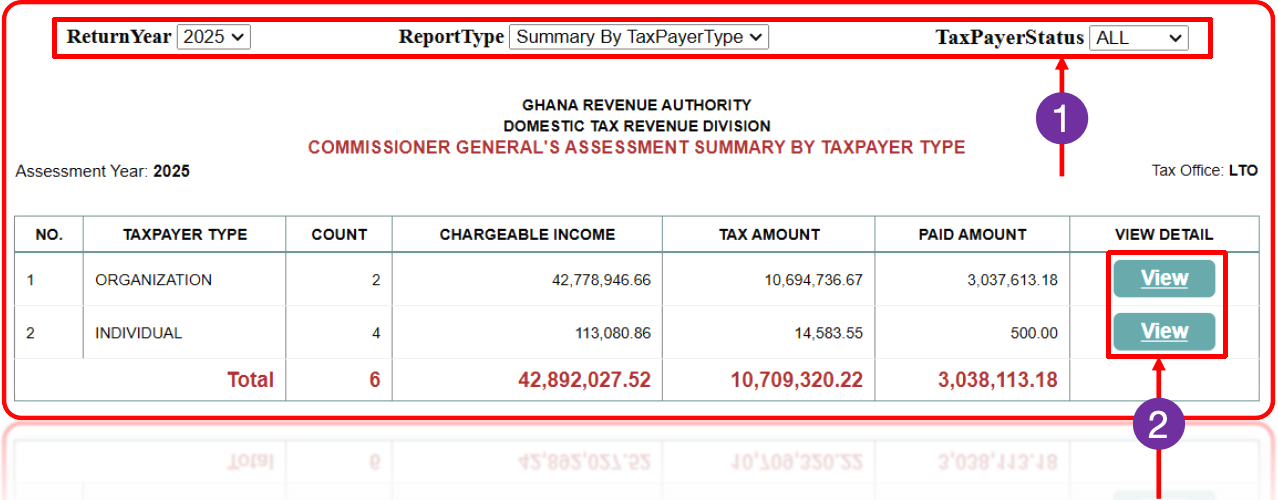 ReturnYear 2025 ReportType Summary By TaxPayerType TaxPayerStatus ALL
1
GHANA REVENUE AUTHORITY
DOMESTIC TAX REVENUE DIVISION
COMMISSIONER GENERAL'S ASSESSMENT SUMMARY BY TAXPAYER TYPE
Assessment Year: 2025 Tax Office: LTO
NO. TAXPAYER TYPE COUNT CHARGEABLE INCOME TAX AMOUNT PAID AMOUNT VIEW DETAIL
1 ORGANIZATION 2 42,778,946.66 10,694,736.67 3,037,613.18 View
2 INDIVIDUAL 4 113,080.86 14,583.55 500.00 View
Total 6 42,892,027.52 10,709,320.22 3,038,113.18
2